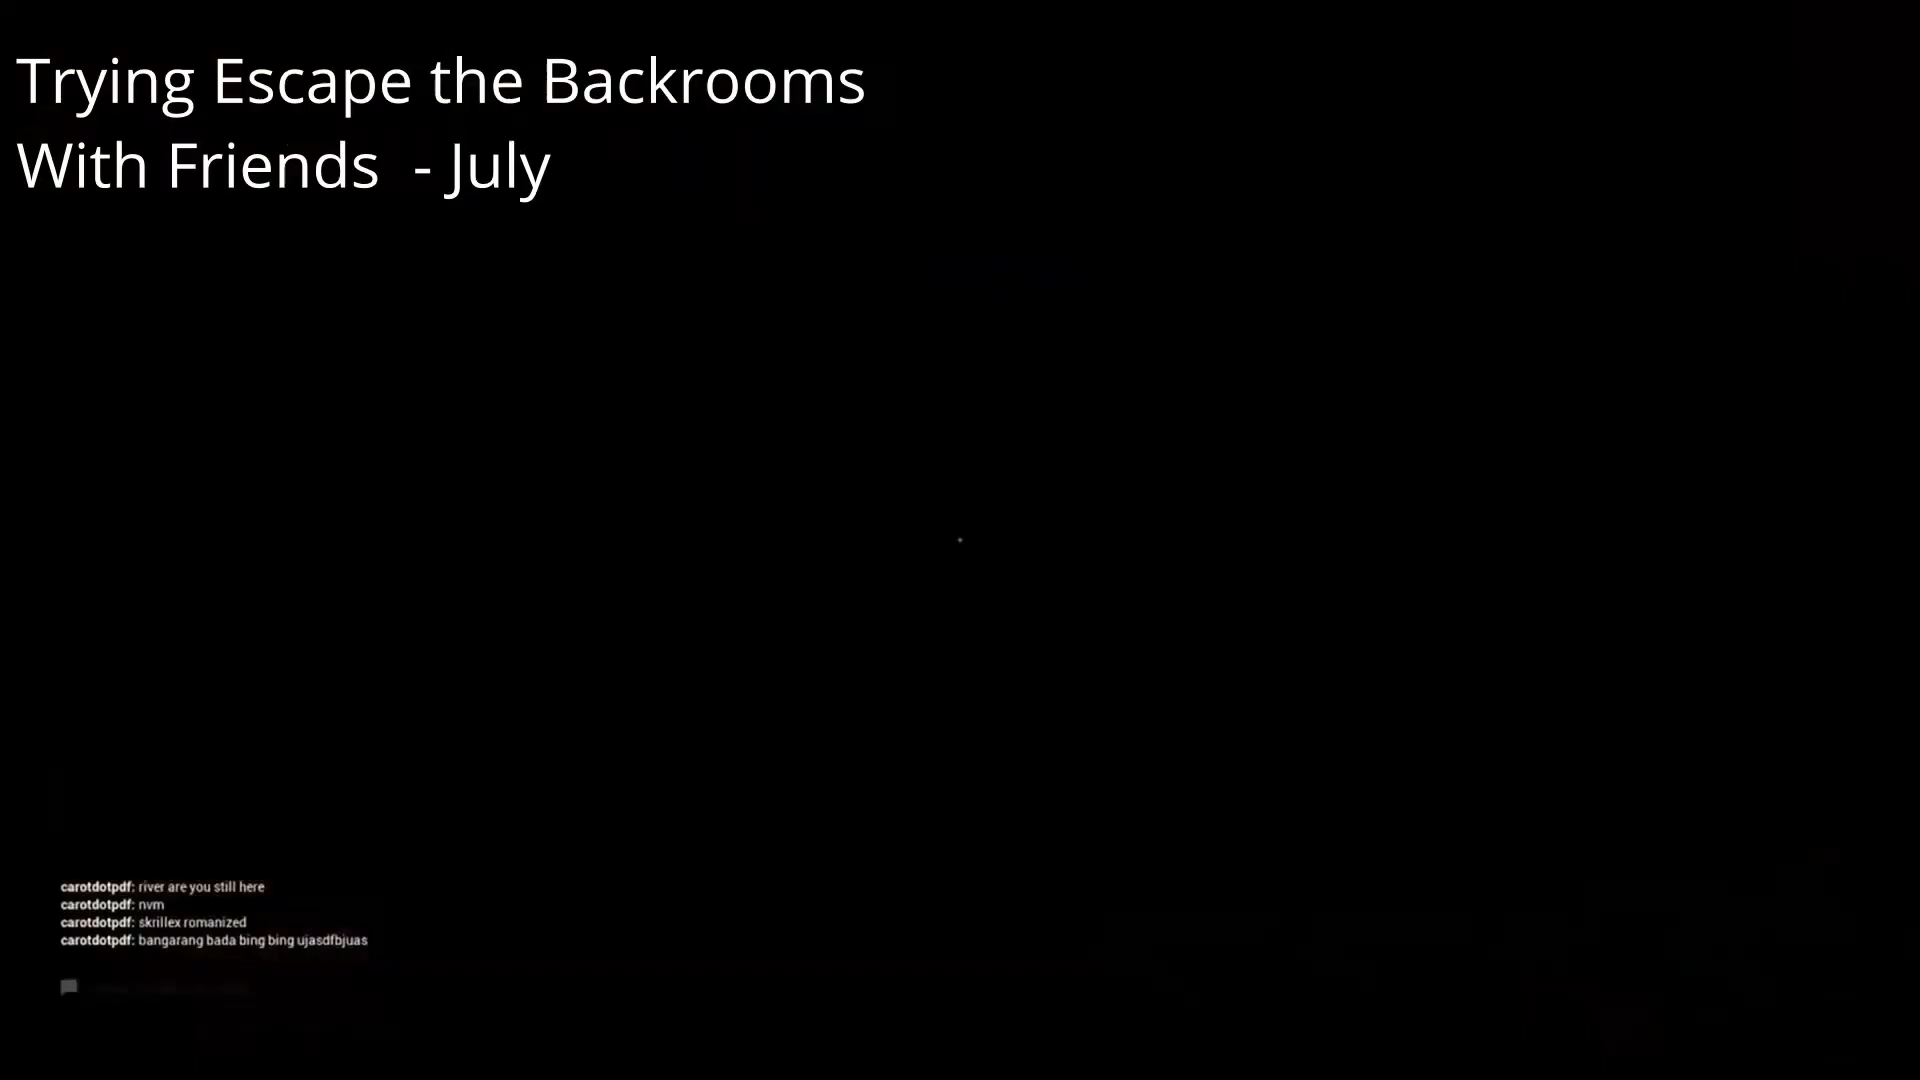 Trying Escape the Backrooms
With Friends  - July
carotdotpdf: river are you still here
carotdotpdf: nvm
carotdotpdf: skrillex romanized
carotdotpdf: bangarang bada bing bing ujasdfbjuas